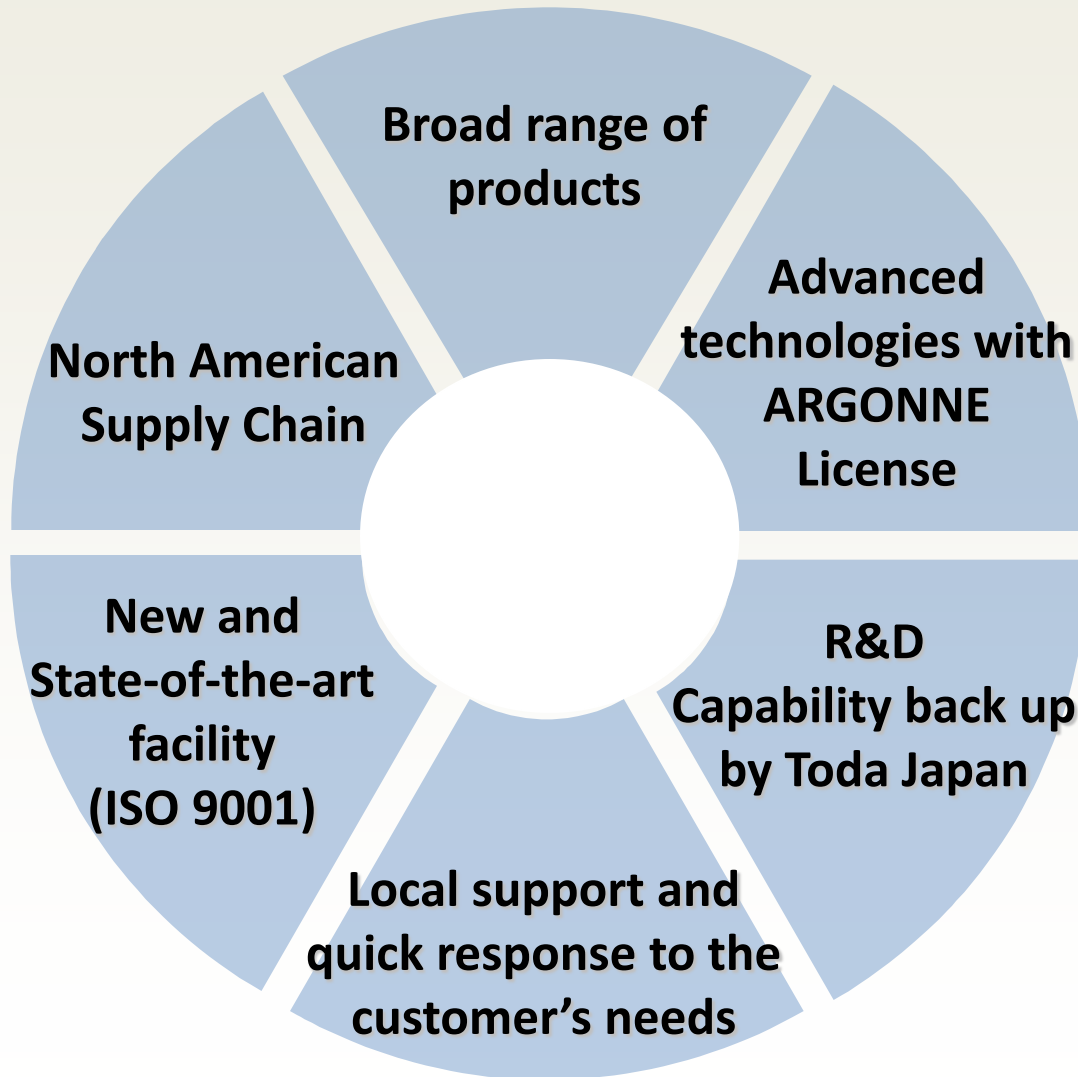 Broad range of
products
Advanced
technologies with
ARGONNE
License
R&D
Capability back up
by Toda Japan
Local support and
quick response to the
customer’s needs
New and
State-of-the-art
facility
(ISO 9001)
North American
Supply Chain